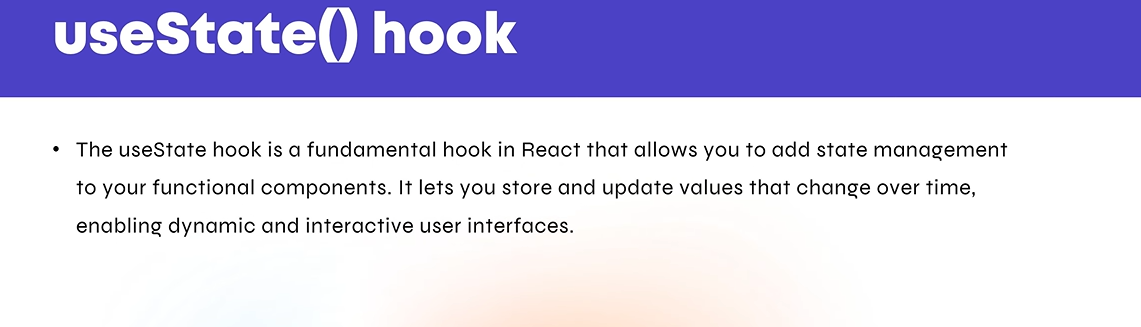 useState() hook
• The useState hook is a fundamental hook in React that allows you to add state management
to your functional components. It lets you store and update values that change over time,
enabling dynamic and interactive user interfaces.